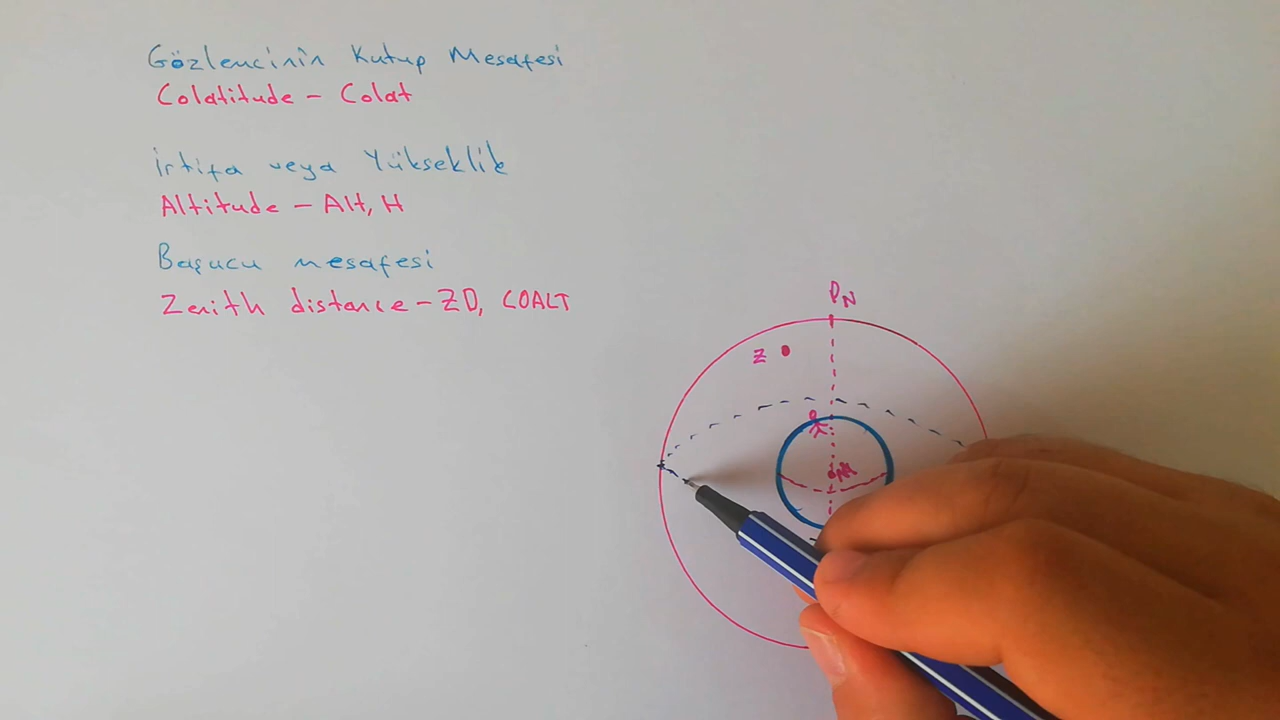 Gözlemcinin Kutup Mesafesi
Colatitude - Colat
İrtifa veya Yükseklik
Altitude - Alt, H
Başucu mesafesi
Zenith distance - ZD, COALT
PN
Z
M